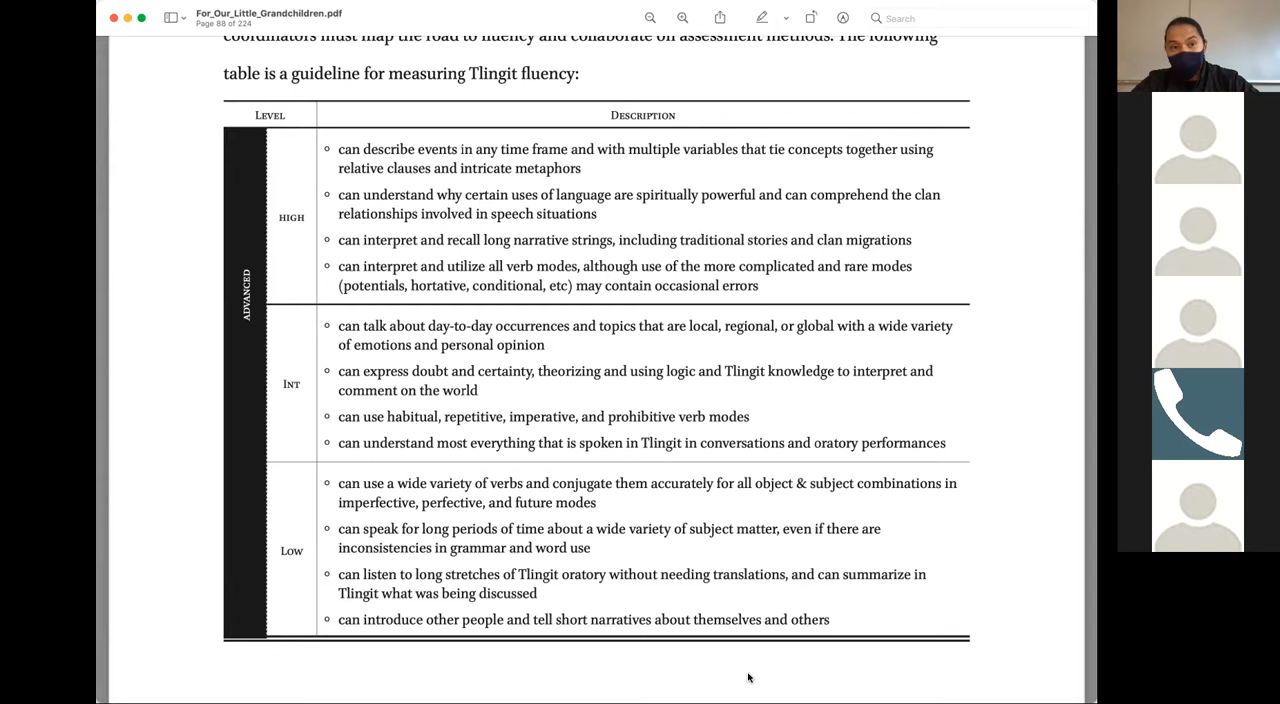 For_Our_Little_Grandchildren.pdf
Page 88 of 224
Search
coordinators must map the road to fluency and collaborate on assessment methods. The following
table is a guideline for measuring Tlingit fluency:
LEVEL DESCRIPTION
ADVANCED
HIGH
can describe events in any time frame and with multiple variables that tie concepts together using
relative clauses and intricate metaphors
can understand why certain uses of language are spiritually powerful and can comprehend the clan
relationships involved in speech situations
can interpret and recall long narrative strings, including traditional stories and clan migrations
can interpret and utilize all verb modes, although use of the more complicated and rare modes
(potentials, hortative, conditional, etc) may contain occasional errors
INT
can talk about day-to-day occurrences and topics that are local, regional, or global with a wide variety
of emotions and personal opinion
can express doubt and certainty, theorizing and using logic and Tlingit knowledge to interpret and
comment on the world
can use habitual, repetitive, imperative, and prohibitive verb modes
can understand most everything that is spoken in Tlingit in conversations and oratory performances
LOW
can use a wide variety of verbs and conjugate them accurately for all object & subject combinations in
imperfective, perfective, and future modes
can speak for long periods of time about a wide variety of subject matter, even if there are
inconsistencies in grammar and word use
can listen to long stretches of Tlingit oratory without needing translations, and can summarize in
Tlingit what was being discussed
can introduce other people and tell short narratives about themselves and others